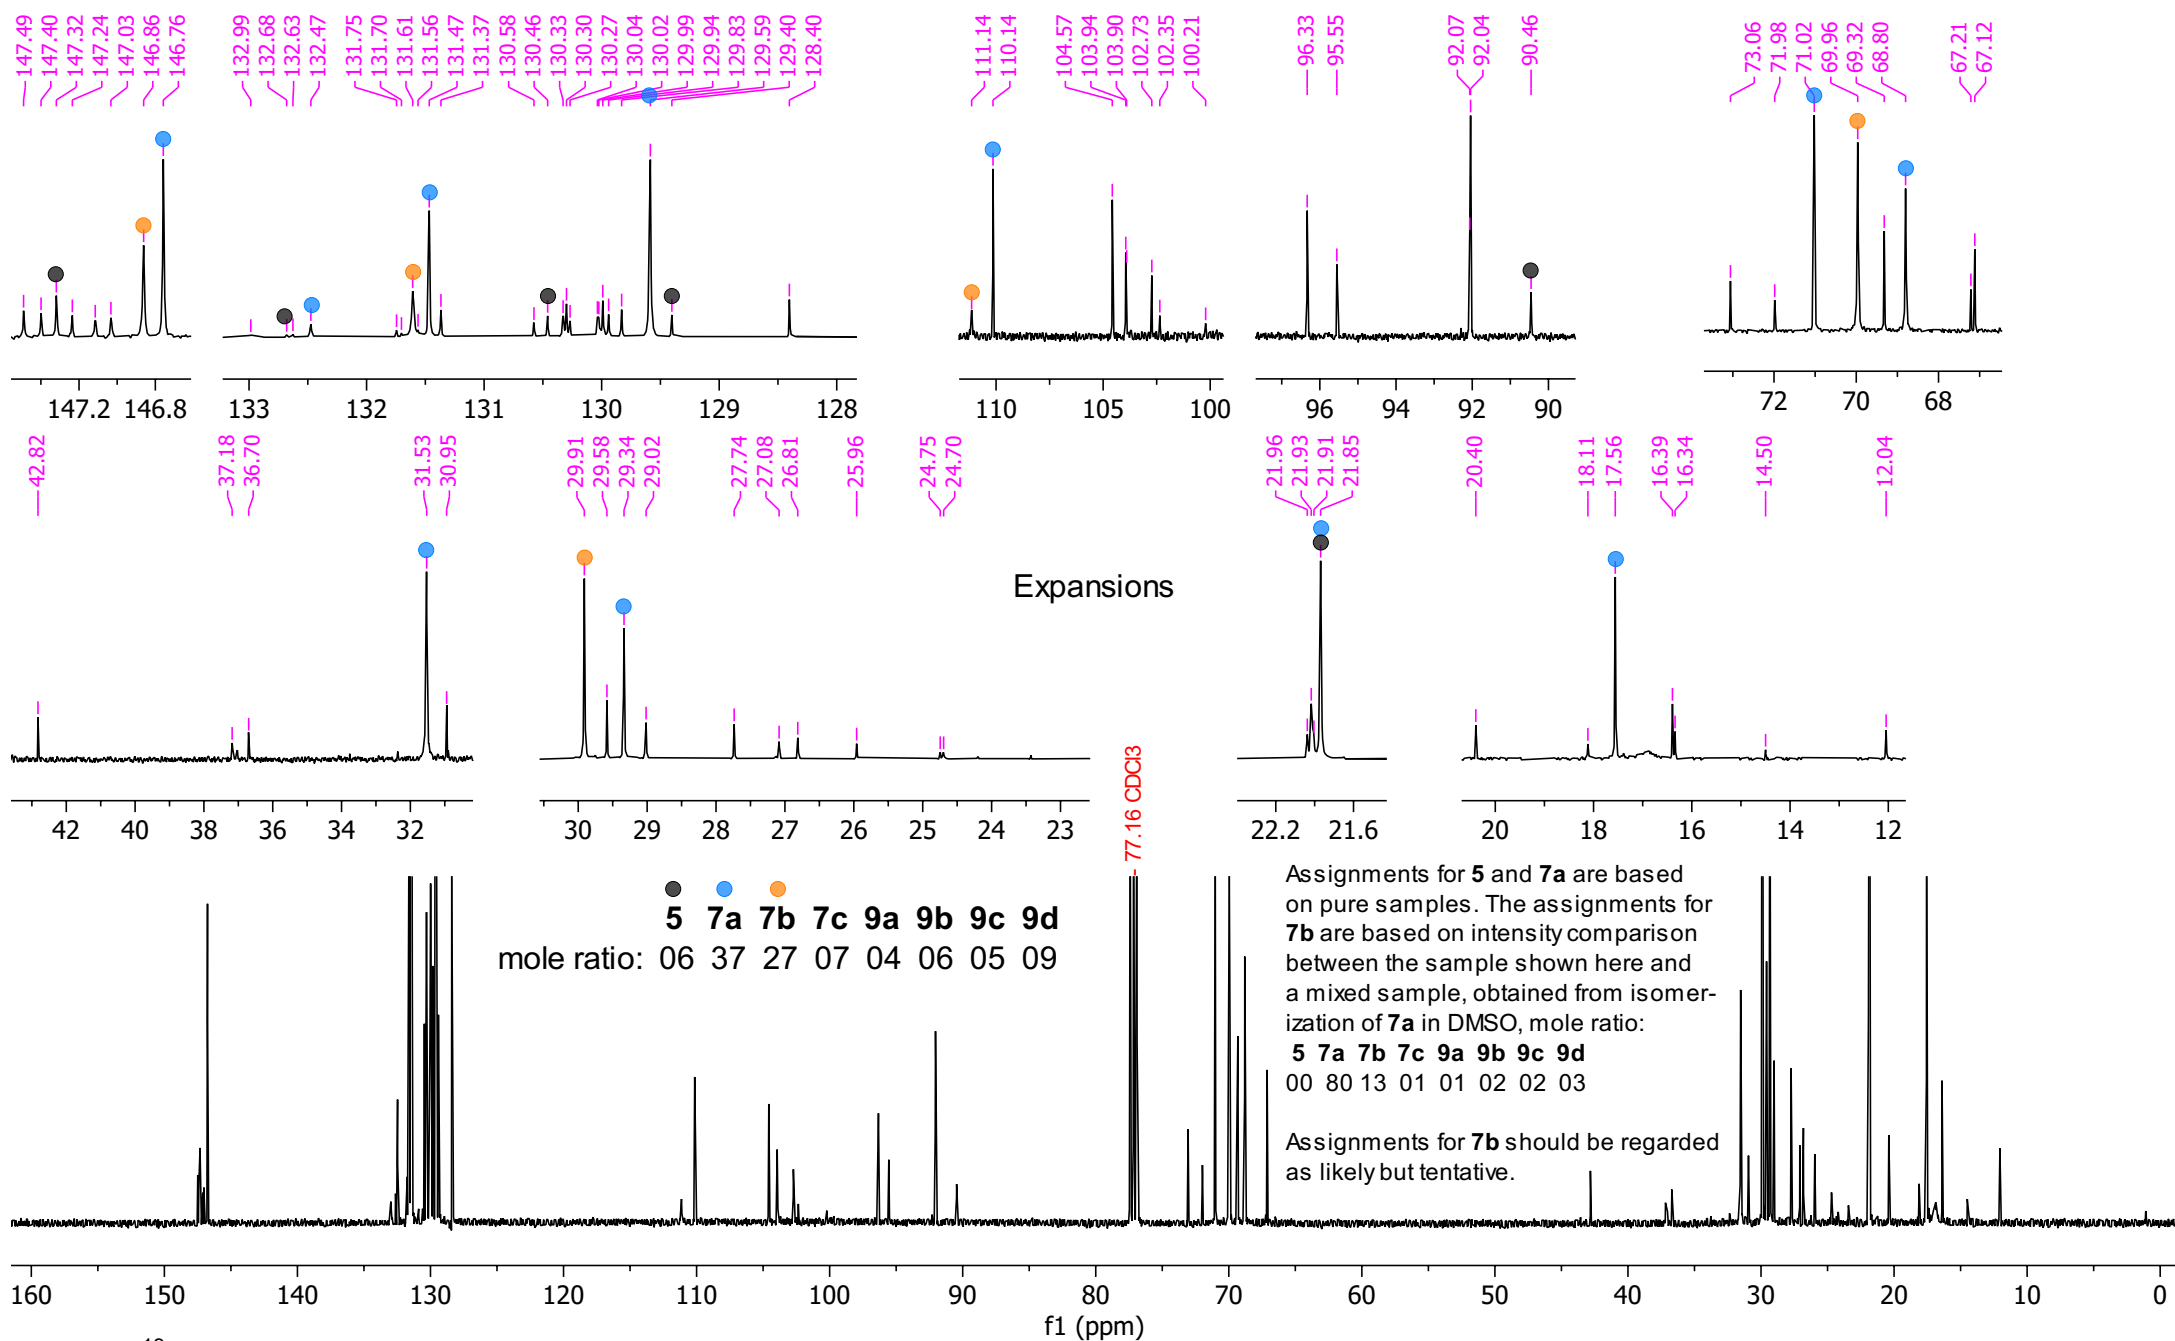 147.49 147.40 147.32 147.24 147.03 146.86 146.76 132.99 132.68 132.63 132.47 131.75 131.70 131.61 131.56 131.47 131.37 130.58 130.46 130.33 130.30 130.27 130.04 130.02 129.99 129.94 129.83 129.59 129.40 128.40 111.14 110.14 104.57 103.94 103.90 102.73 102.35 100.21 96.33 95.55 92.07 92.04 90.46 73.06 71.98 71.02 69.96 69.32 68.80 67.21 67.12
147.2 146.8 133 132 131 130 129 128 110 105 100 96 94 92 90 72 70 68
42.82 37.18 36.70 31.53 30.95 29.91 29.58 29.34 29.02 27.74 27.08 26.81 25.96 24.75 24.70 21.96 21.93 21.91 21.85 20.40 18.11 17.56 16.39 16.34 14.50 12.04
Expansions
42 40 38 36 34 32 30 29 28 27 26 25 24 23 22.2 21.6 20 18 16 14 12
77.16 CDCl3
5 7a 7b 7c 9a 9b 9c 9d
mole ratio: 06 37 27 07 04 06 05 09
Assignments for 5 and 7a are based
on pure samples. The assignments for
7b are based on intensity comparison
between the sample shown here and
a mixed sample, obtained from isomer-
ization of 7a in DMSO, mole ratio:
5 7a 7b 7c 9a 9b 9c 9d
00 80 13 01 01 02 02 03
Assignments for 7b should be regarded
as likely but tentative.
160 150 140 130 120 110 100 90 80 70 60 50 40 30 20 10 0
f1 (ppm)